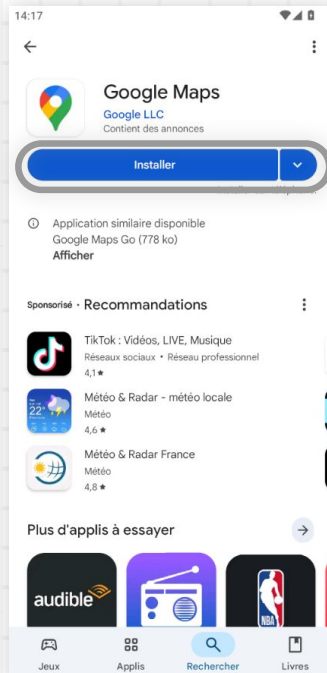 14:17
Google Maps
Google LLC
Contient des annonces
Installer
Application similaire disponible
Google Maps Go (778 ko)
Afficher
Sponsorisé · Recommandations
TikTok : Vidéos, LIVE, Musique
Réseaux sociaux • Réseau professionnel
4,1★
Météo & Radar - météo locale
Météo
22°
4,6 ★
Météo & Radar France
Météo
4,8 ★
Plus d'applis à essayer
audible
NBA
Jeux
Applis
Rechercher
Livres